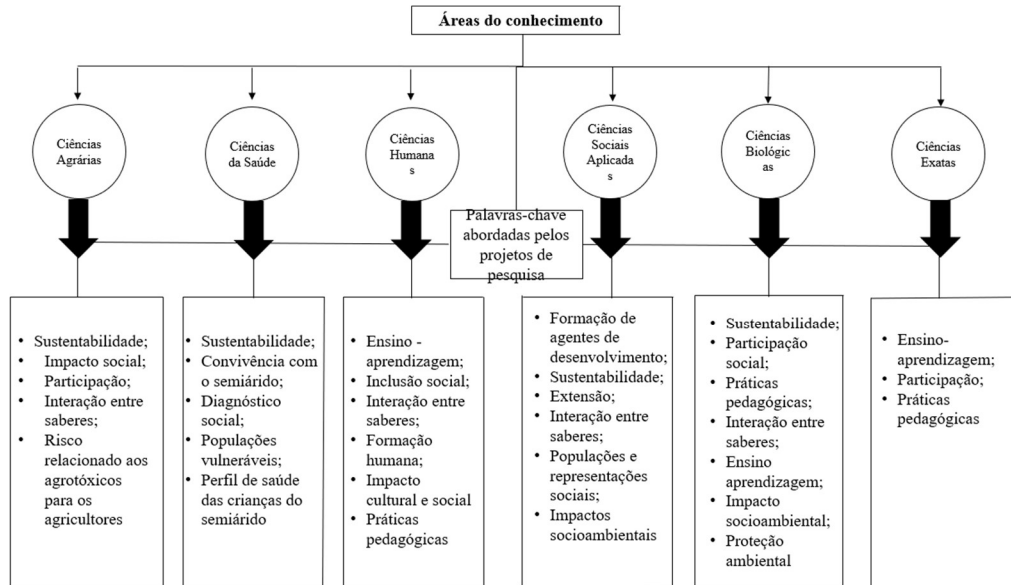 Áreas do conhecimento
Ciências
Agrárias
Ciências
da Saúde
Ciências
Humana
s
Ciências
Sociais
Aplicada
s
Ciências
Biológic
as
Ciências
Exatas
Palavras-chave
abordadas pelos
projetos de
pesquisa
• Sustentabilidade;
• Impacto social;
• Participação;
• Interação entre
saberes;
• Risco
relacionado aos
agrotóxicos
para os
agricultores
• Sustentabilidade;
• Convivência com
o semiárido;
• Diagnóstico
social;
• Populações
vulneráveis;
• Perfil de saúde
das crianças do
semiárido
• Ensino -
aprendizagem;
• Inclusão social;
• Interação entre
saberes;
• Formação
humana;
• Impacto
cultural e social
• Práticas
pedagógicas
• Formação de
agentes de
desenvolvimento;
• Sustentabilidade;
• Extensão;
• Interação entre
saberes;
• Populações e
representações
sociais;
• Impactos
socioambientais
• Sustentabilidade;
• Participação
social;
• Práticas
pedagógicas;
• Interação entre
saberes;
• Ensino
aprendizagem;
• Impacto
socioambiental;
• Proteção
ambiental
• Ensino-
aprendizagem;
• Participação;
• Práticas
pedagógicas